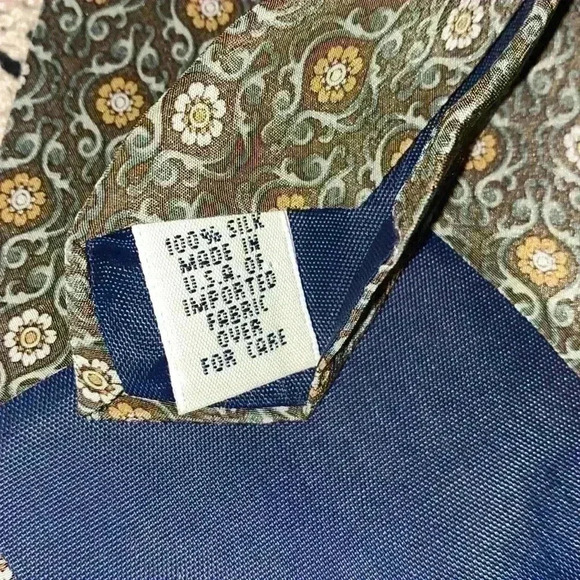 100% SILK
MADE IN
U.S.A. OF
IMPORTED
FABRIC
OVER
FOR CARE